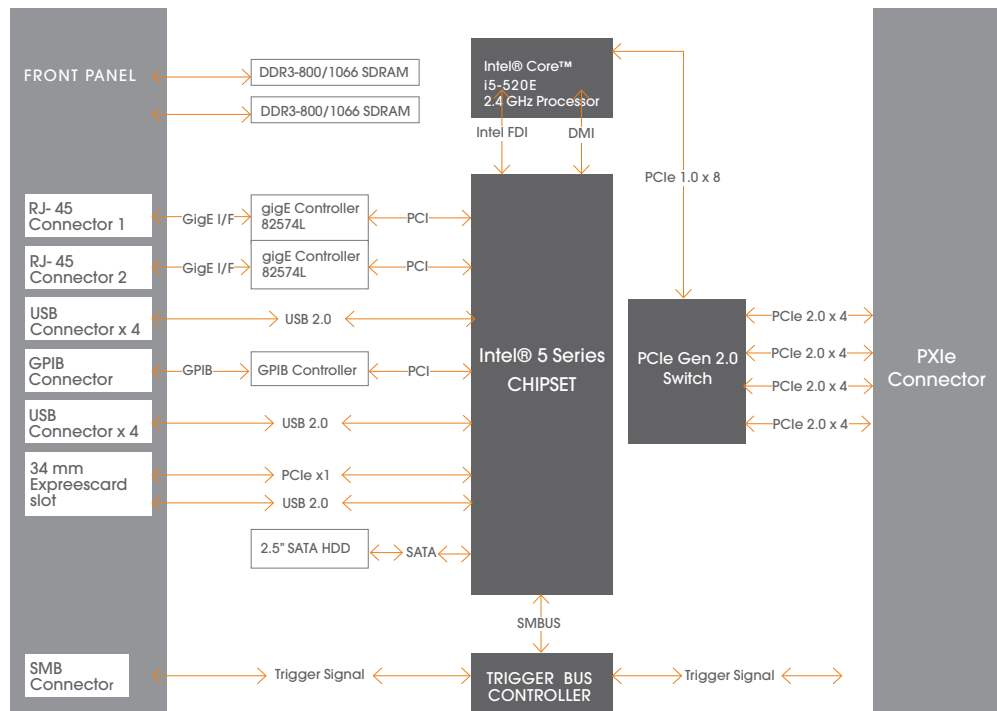 FRONT PANEL
DDR3-800/1066 SDRAM
DDR3-800/1066 SDRAM
Intel® Core™
i5-520E
2.4 GHz Processor
Intel FDI
DMI
PCIe 1.0 x 8
RJ- 45
Connector 1
GigE I/F
gigE Controller
82574L
PCI
RJ- 45
Connector 2
GigE I/F
gigE Controller
82574L
PCI
USB
Connector x 4
USB 2.0
GPIB
Connector
GPIB
GPIB Controller
PCI
USB
Connector x 4
USB 2.0
34 mm
Expreescard
slot
PCIe x1
USB 2.0
2.5" SATA HDD
SATA
Intel® 5 Series
CHIPSET
PCIe Gen 2.0
Switch
PCIe 2.0 x 4
PCIe 2.0 x 4
PCIe 2.0 x 4
PCIe 2.0 x 4
PXIe
Connector
SMBUS
SMB
Connector
Trigger Signal
TRIGGER BUS
CONTROLLER
Trigger Signal